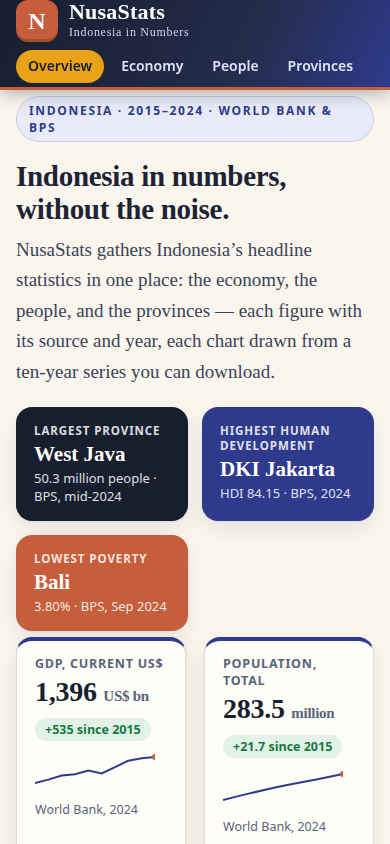 N
NusaStats
Indonesia in Numbers
Overview
Economy
People
Provinces
INDONESIA · 2015–2024 · WORLD BANK &
BPS
Indonesia in numbers,
without the noise.
NusaStats gathers Indonesia’s headline
statistics in one place: the economy, the
people, and the provinces — each figure with
its source and year, each chart drawn from a
ten-year series you can download.
LARGEST PROVINCE
West Java
50.3 million people ·
BPS, mid-2024
HIGHEST HUMAN
DEVELOPMENT
DKI Jakarta
HDI 84.15 · BPS, 2024
LOWEST POVERTY
Bali
3.80% · BPS, Sep 2024
GDP, CURRENT US$
1,396 US$ bn
+535 since 2015
World Bank, 2024
POPULATION,
TOTAL
283.5 million
+21.7 since 2015
World Bank, 2024